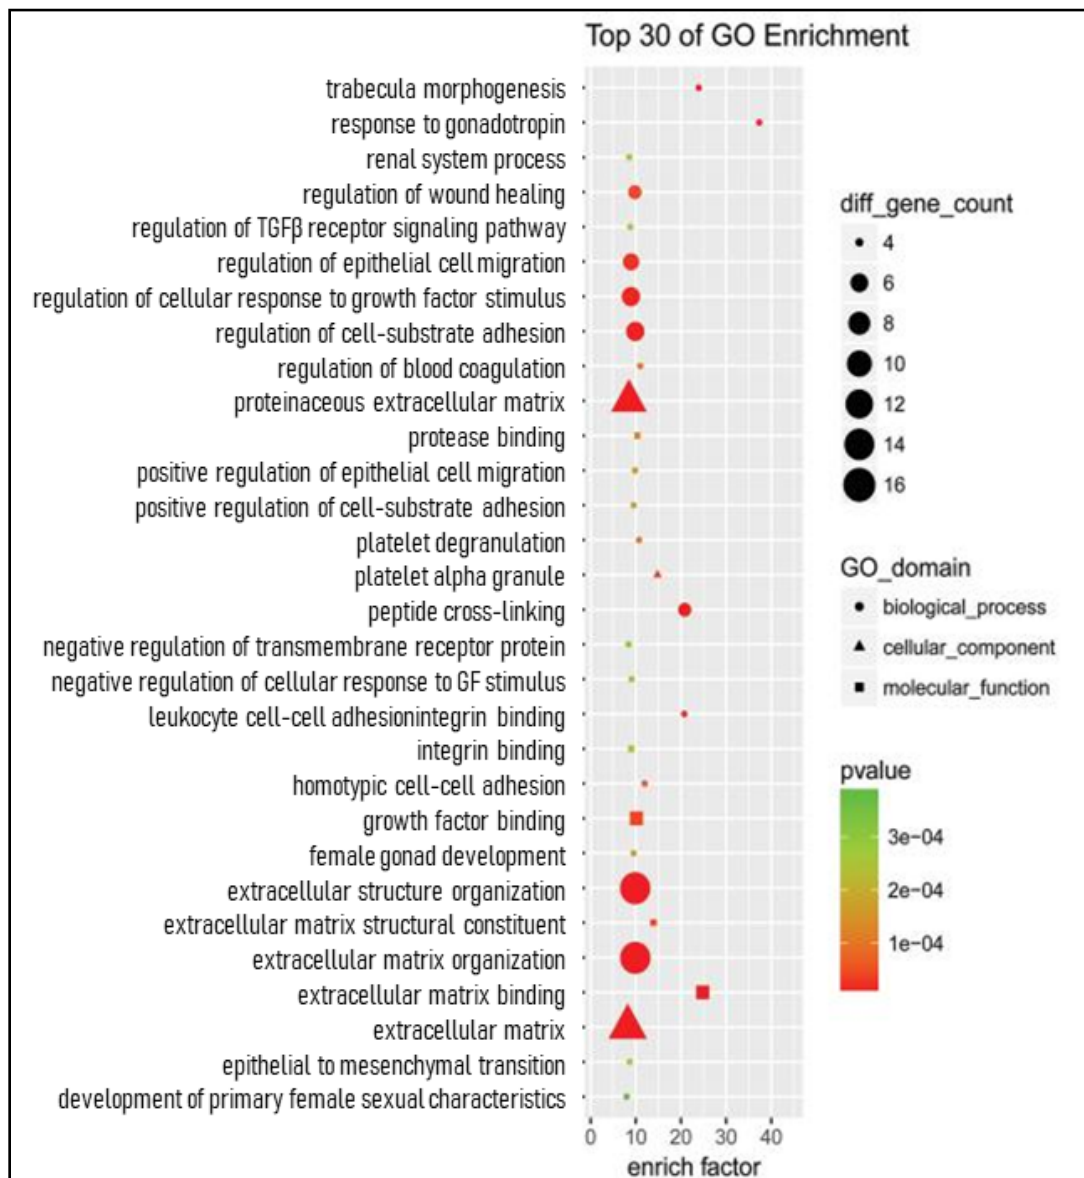 Top 30 of GO Enrichment
trabecula morphogenesis
response to gonadotropin
renal system process
regulation of wound healing
regulation of TGFβ receptor signaling pathway
regulation of epithelial cell migration
regulation of cellular response to growth factor stimulus
regulation of cell-substrate adhesion
regulation of blood coagulation
proteinaceous extracellular matrix
protease binding
positive regulation of epithelial cell migration
positive regulation of cell-substrate adhesion
platelet degranulation
platelet alpha granule
peptide cross-linking
negative regulation of transmembrane receptor protein
negative regulation of cellular response to GF stimulus
leukocyte cell-cell adhesionintegrin binding
integrin binding
homotypic cell-cell adhesion
growth factor binding
female gonad development
extracellular structure organization
extracellular matrix structural constituent
extracellular matrix organization
extracellular matrix binding
extracellular matrix
epithelial to mesenchymal transition
development of primary female sexual characteristics
0 10 20 30 40
enrich factor
diff_gene_count
4
6
8
10
12
14
16
GO_domain
biological_process
cellular_component
molecular_function
pvalue
3e-04
2e-04
1e-04